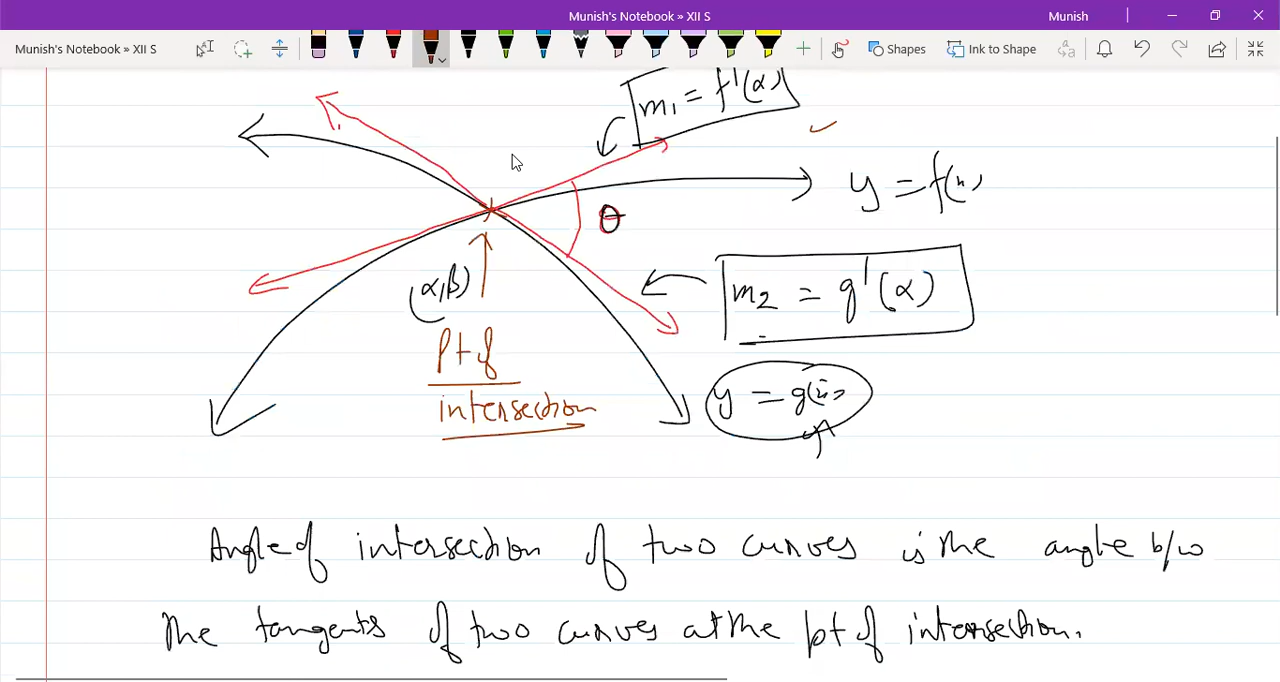 Munish's Notebook » XII S
Munish
Munish's Notebook » XII S
Shapes
Ink to Shape
m₁ = f'(α)
y = f(x)
θ
(α,β)
m₂ = g'(α)
pt of
intersection
y = g(x)
Angle of intersection of two curves is the angle b/w
the tangents of two curves at the pt of intersection.